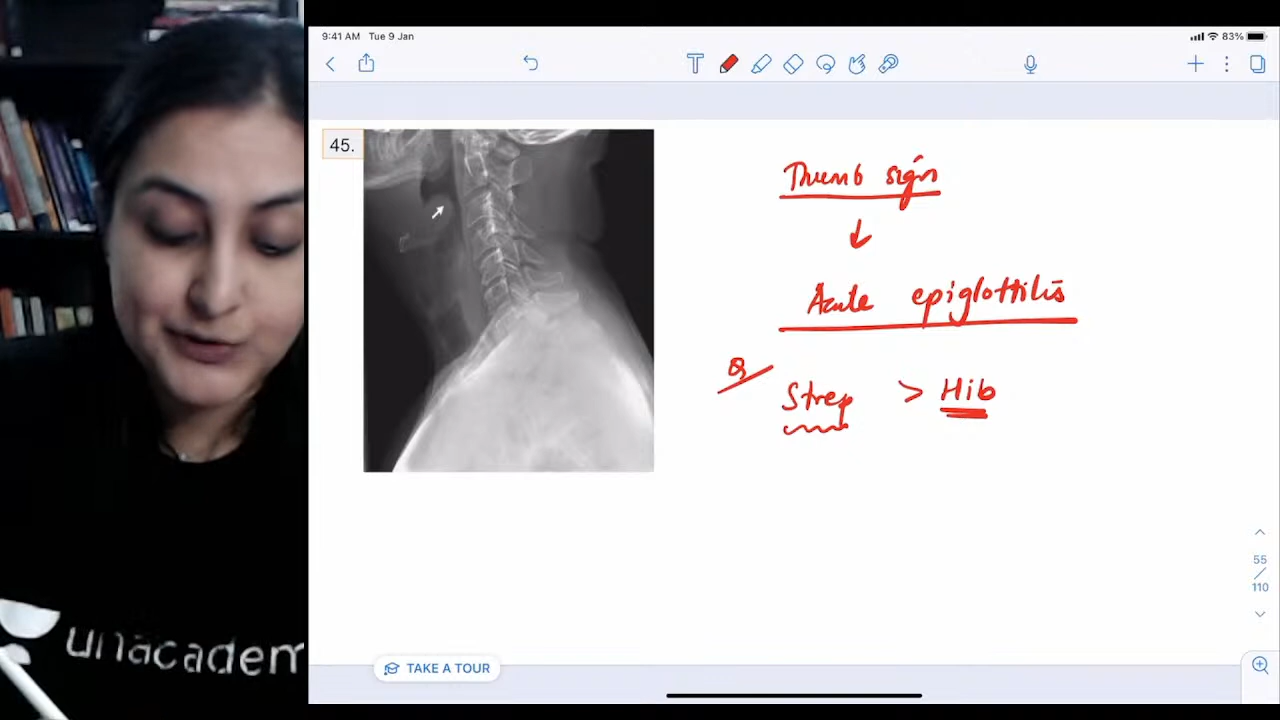 9:41 AM Tue 9 Jan
83%
T
45.
Thumb sign
↓
Acute epiglottitis
Q Strep > Hib
55
/
110
TAKE A TOUR
unacadem